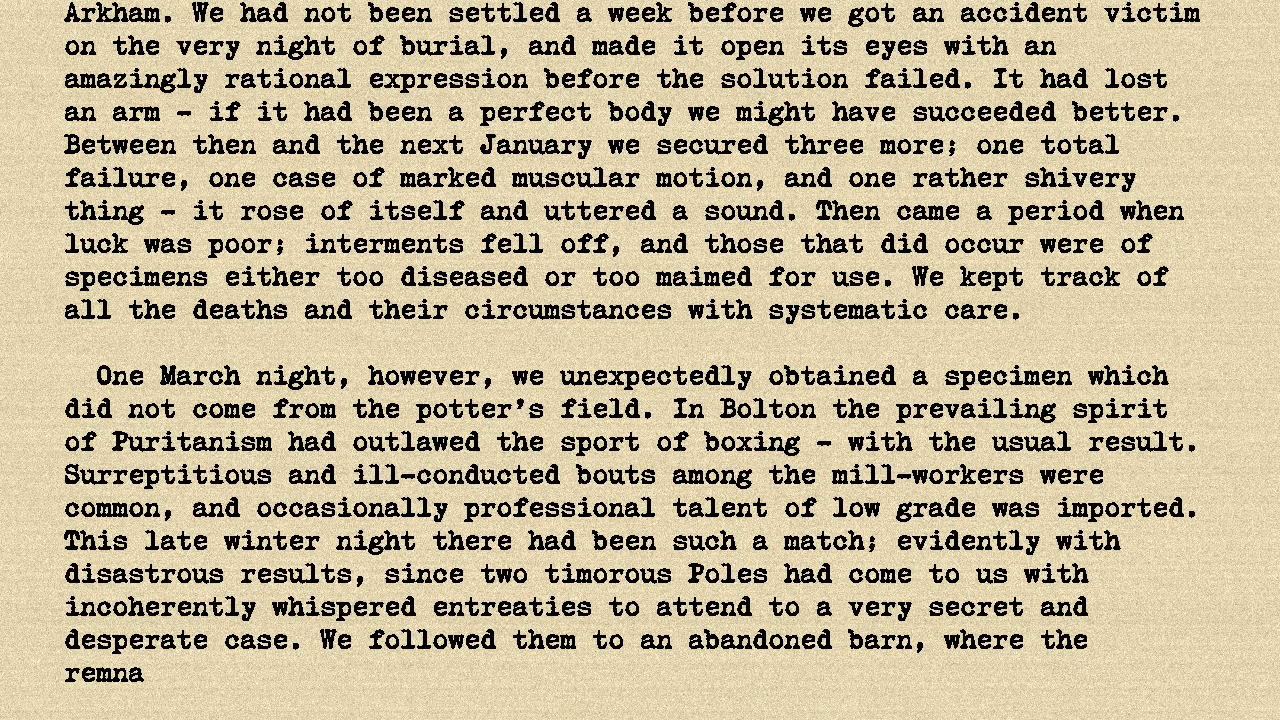 Arkham. We had not been settled a week before we got an accident victim
on the very night of burial, and made it open its eyes with an
amazingly rational expression before the solution failed. It had lost
an arm – if it had been a perfect body we might have succeeded better.
Between then and the next January we secured three more; one total
failure, one case of marked muscular motion, and one rather shivery
thing – it rose of itself and uttered a sound. Then came a period when
luck was poor; interments fell off, and those that did occur were of
specimens either too diseased or too maimed for use. We kept track of
all the deaths and their circumstances with systematic care.
One March night, however, we unexpectedly obtained a specimen which
did not come from the potter’s field. In Bolton the prevailing spirit
of Puritanism had outlawed the sport of boxing – with the usual result.
Surreptitious and ill-conducted bouts among the mill-workers were
common, and occasionally professional talent of low grade was imported.
This late winter night there had been such a match; evidently with
disastrous results, since two timorous Poles had come to us with
incoherently whispered entreaties to attend to a very secret and
desperate case. We followed them to an abandoned barn, where the
remna